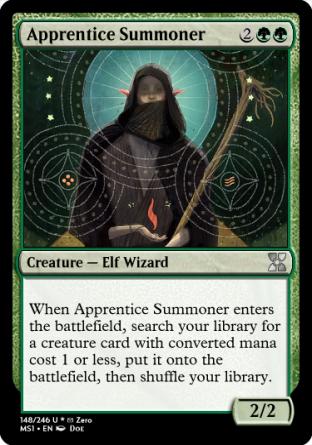 Apprentice Summoner 2
Creature — Elf Wizard
When Apprentice Summoner enters
the battlefield, search your library for
a creature card with converted mana
cost 1 or less, put it onto the
battlefield, then shuffle your library.
2/2
148/246 U * Zero
MS1 • EN Doe